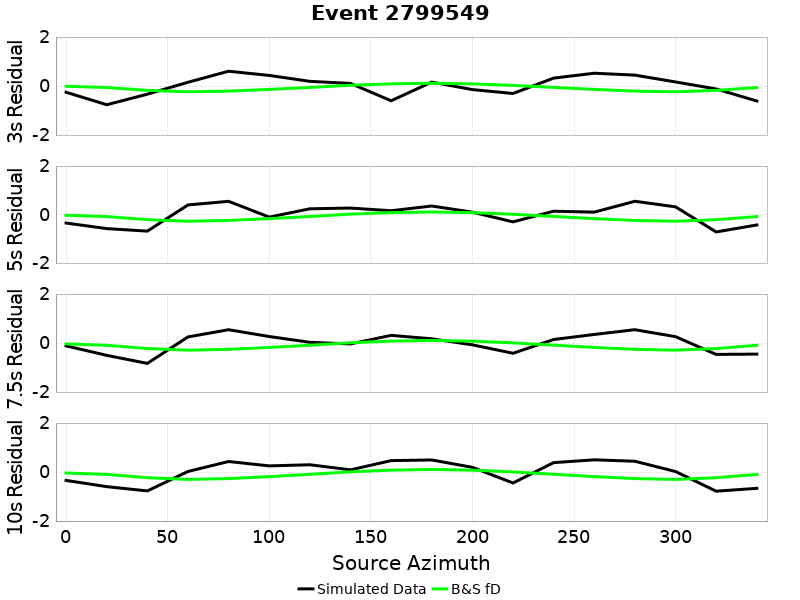 Event 2799549
3s Residual
2
0
-2
5s Residual
2
0
-2
7.5s Residual
2
0
-2
10s Residual
2
0
-2
0 50 100 150 200 250 300
Source Azimuth
Simulated Data B&S fD